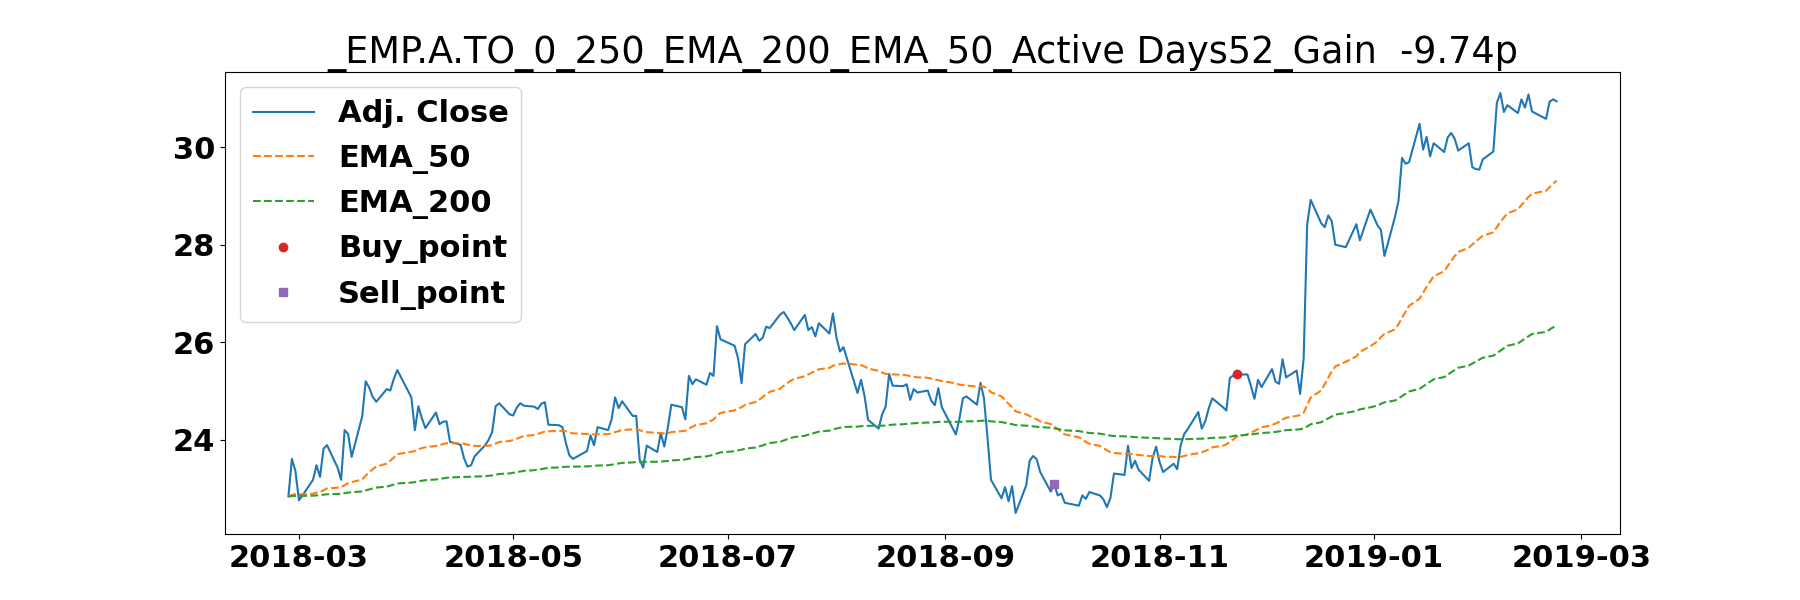 _EMP.A.TO_0_250_EMA_200_EMA_50_Active Days52_Gain  -9.74p
Adj. Close
EMA_50
EMA_200
Buy_point
Sell_point
30
28
26
24
2018-03 2018-05 2018-07 2018-09 2018-11 2019-01 2019-03